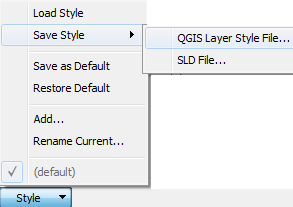 Load Style
Save Style
QGIS Layer Style File...
SLD File...
Save as Default
Restore Default
Add...
Rename Current...
(default)
Style